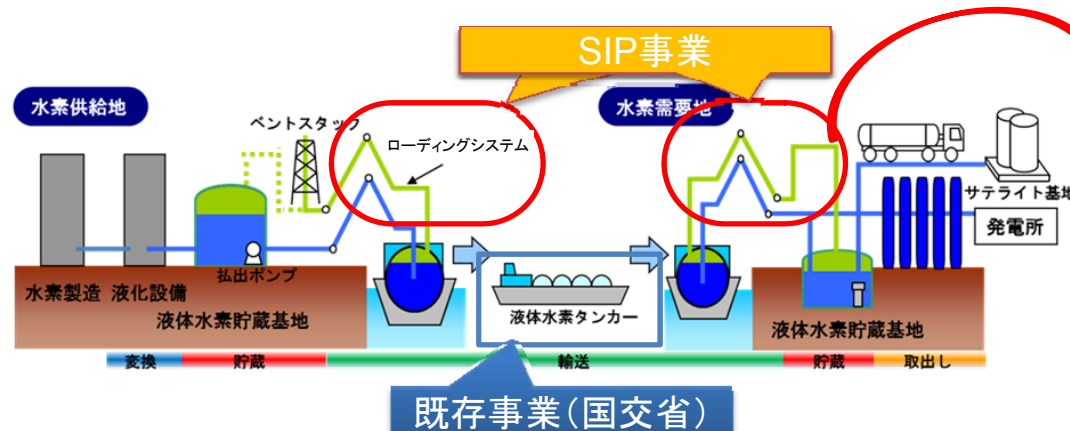 SIP事業
水素供給地
水素需要地
ベントスタック
ローディングシステム
サテライト基地
発電所
払出ポンプ
水素製造 液化設備
液体水素貯蔵基地
液体水素タンカー
液体水素貯蔵基地
変換
貯蔵
輸送
貯蔵
取出し
既存事業(国交省)